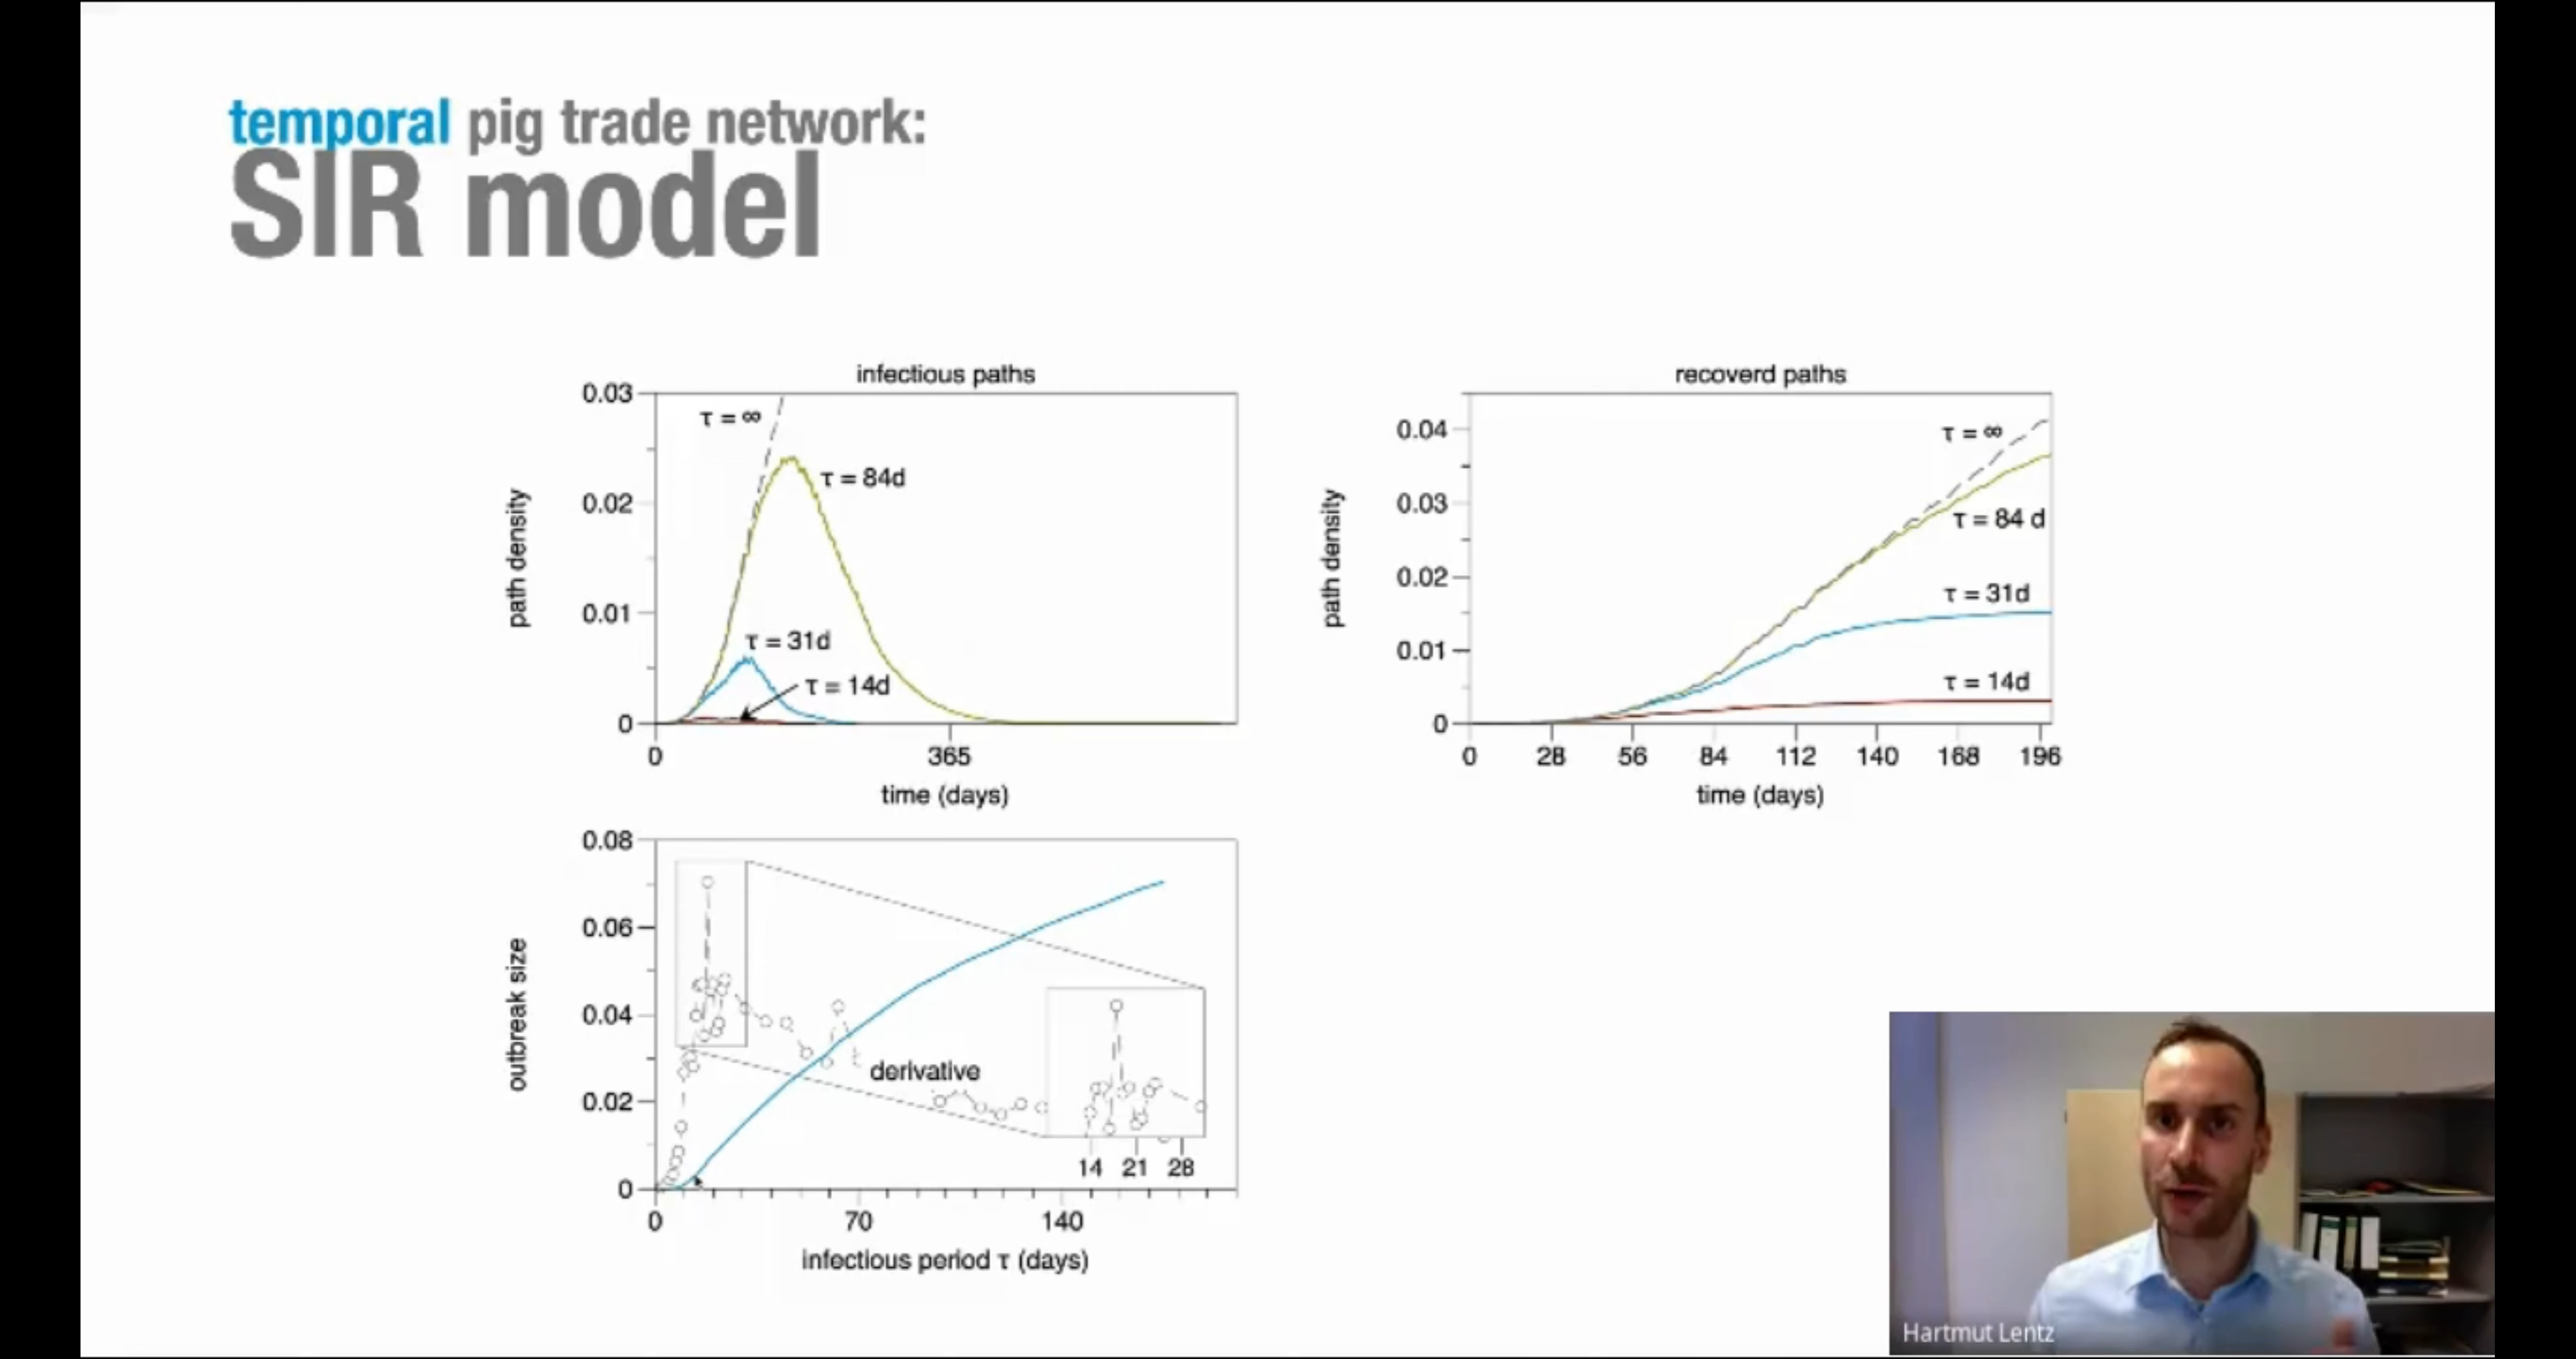 temporal pig trade network:
SIR model
infectious paths
0.03
0.02
0.01
0
path density
τ = ∞
τ = 84d
τ = 31d
τ = 14d
0 365
time (days)
recoverd paths
0.04
0.03
0.02
0.01
0
path density
τ = ∞
τ = 84 d
τ = 31d
τ = 14d
0 28 56 84 112 140 168 196
time (days)
0.08
0.06
0.04
0.02
0
outbreak size
derivative
14 21 28
0 70 140
infectious period τ (days)
Hartmut Lentz